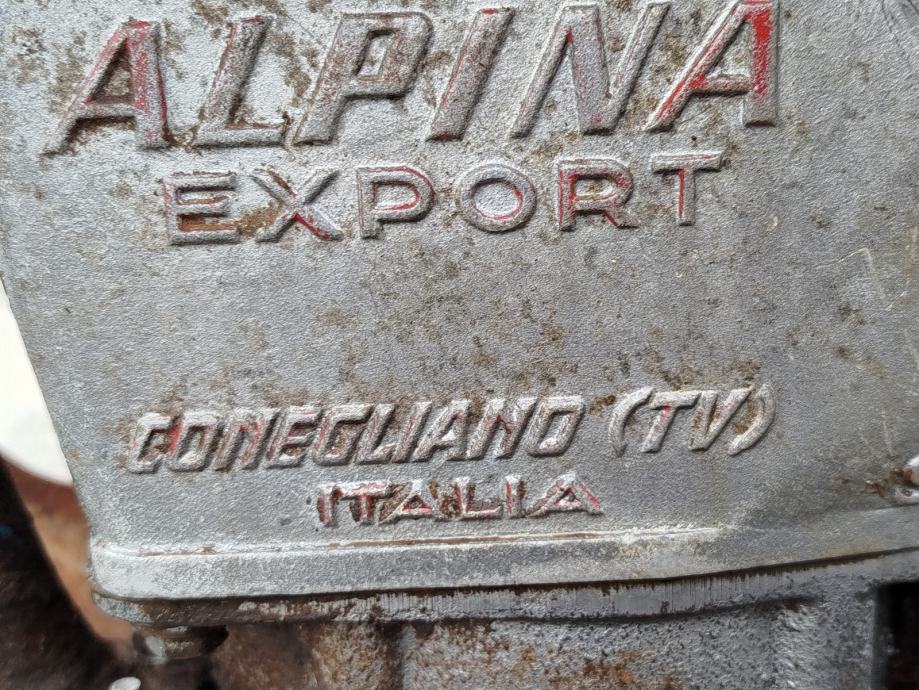 ALPINA
EXPORT
CONEGLIANO (TV)
ITALIA